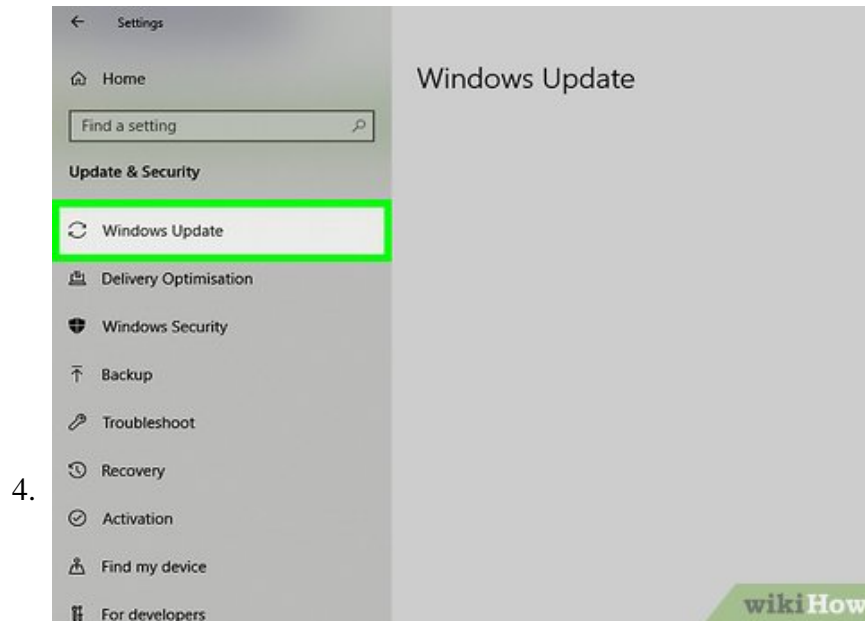 Settings
Home
Windows Update
Find a setting
Update & Security
Windows Update
Delivery Optimisation
Windows Security
Backup
Troubleshoot
Recovery
4.
Activation
Find my device
For developers
wikiHow